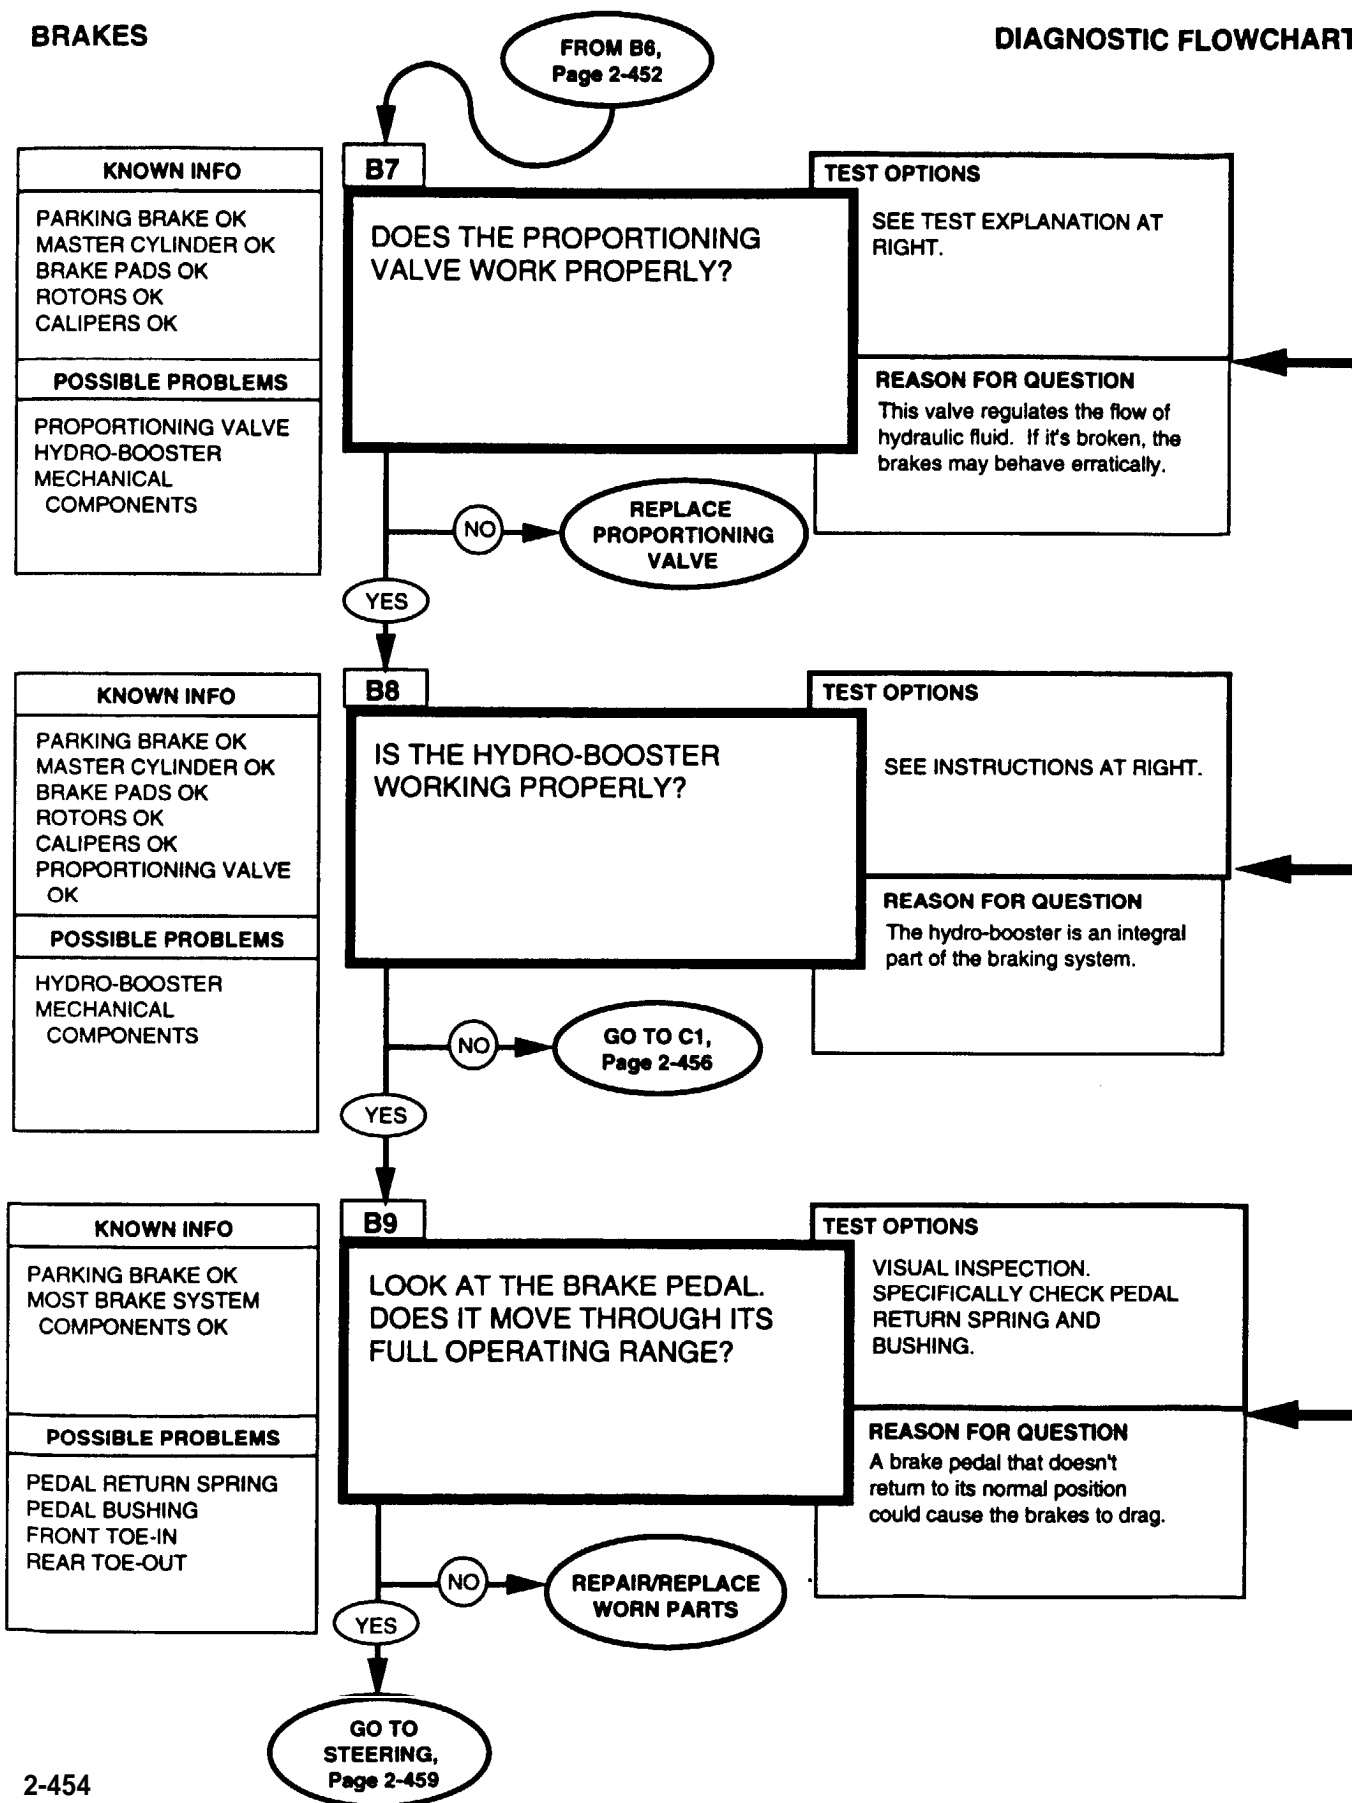 BRAKES
DIAGNOSTIC FLOWCHART
FROM B6,
Page 2-452
KNOWN INFO
PARKING BRAKE OK
MASTER CYLINDER OK
BRAKE PADS OK
ROTORS OK
CALIPERS OK
POSSIBLE PROBLEMS
PROPORTIONING VALVE
HYDRO-BOOSTER
MECHANICAL
COMPONENTS
B7
DOES THE PROPORTIONING
VALVE WORK PROPERLY?
TEST OPTIONS
SEE TEST EXPLANATION AT
RIGHT.
REASON FOR QUESTION
This valve regulates the flow of
hydraulic fluid. If it's broken, the
brakes may behave erratically.
NO
REPLACE
PROPORTIONING
VALVE
YES
KNOWN INFO
PARKING BRAKE OK
MASTER CYLINDER OK
BRAKE PADS OK
ROTORS OK
CALIPERS OK
PROPORTIONING VALVE
OK
POSSIBLE PROBLEMS
HYDRO-BOOSTER
MECHANICAL
COMPONENTS
B8
IS THE HYDRO-BOOSTER
WORKING PROPERLY?
TEST OPTIONS
SEE INSTRUCTIONS AT RIGHT.
REASON FOR QUESTION
The hydro-booster is an integral
part of the braking system.
NO
GO TO C1,
Page 2-456
YES
KNOWN INFO
PARKING BRAKE OK
MOST BRAKE SYSTEM
COMPONENTS OK
POSSIBLE PROBLEMS
PEDAL RETURN SPRING
PEDAL BUSHING
FRONT TOE-IN
REAR TOE-OUT
B9
LOOK AT THE BRAKE PEDAL.
DOES IT MOVE THROUGH ITS
FULL OPERATING RANGE?
TEST OPTIONS
VISUAL INSPECTION.
SPECIFICALLY CHECK PEDAL
RETURN SPRING AND
BUSHING.
REASON FOR QUESTION
A brake pedal that doesn't
return to its normal position
could cause the brakes to drag.
NO
REPAIR/REPLACE
WORN PARTS
YES
GO TO
STEERING,
Page 2-459
2-454